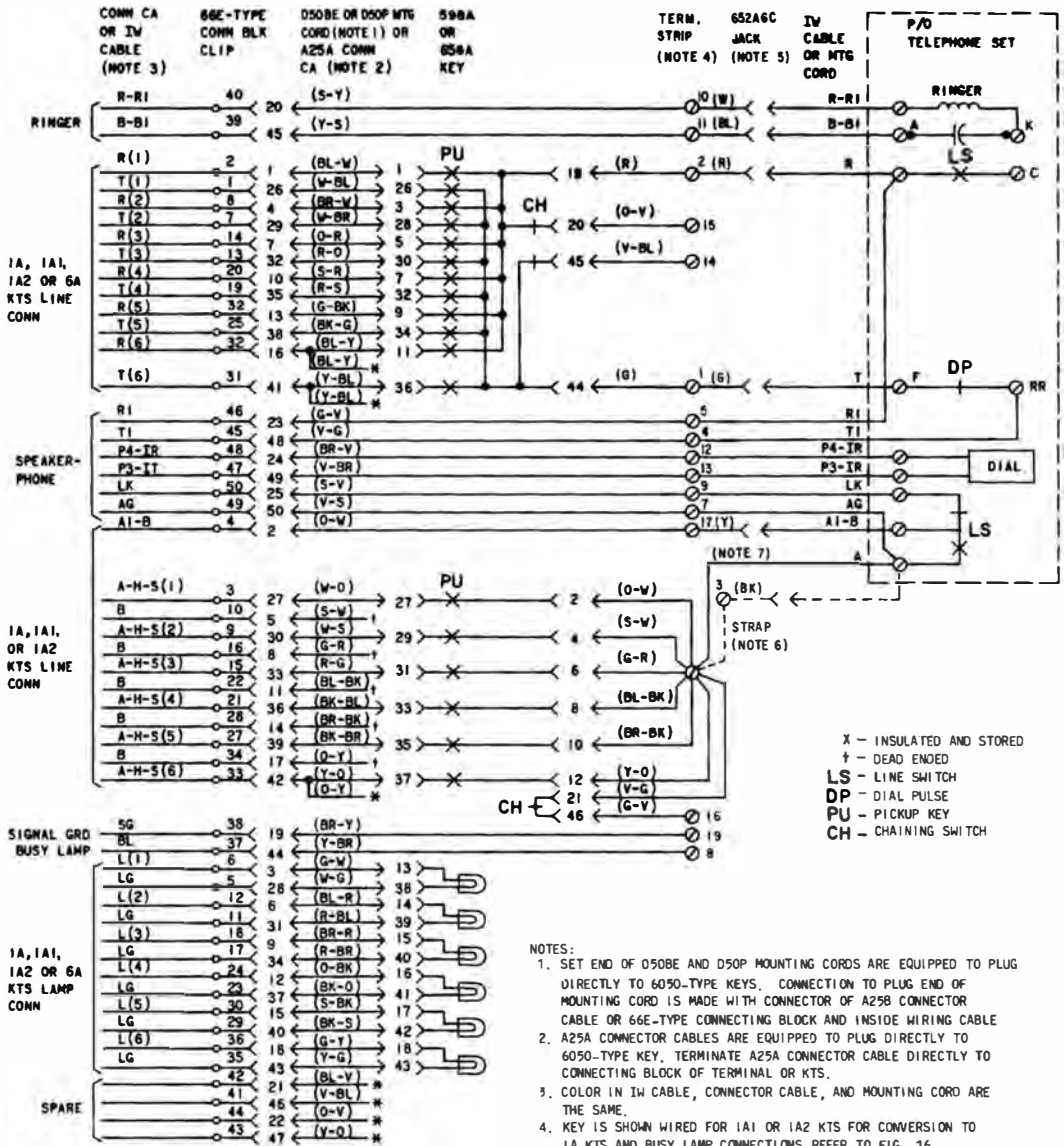 CONN CA OR IW CABLE (NOTE 3)
66E-TYPE CONN BLK CLIP
D50BE OR D50P MTG CORD (NOTE 1) OR A25A CONN CA (NOTE 2)
598A OR 658A KEY
TERM. STRIP (NOTE 4)
652A6C JACK (NOTE 5)
IW CABLE OR MTG CORD
P/O TELEPHONE SET
RINGER
R-RI 40 20 (S-Y) 10 (W) R-RI RINGER
B-BI 39 45 (Y-S) 11 (BL) B-BI A K
PU LS
R(1) 2 1 (BL-W) 1 18 (R) 2 (R) R C
T(1) 1 26 (W-BL) 26
R(2) 8 4 (BR-W) 3 CH 20 (O-V) 15
T(2) 7 29 (W-BR) 28
R(3) 14 7 (O-R) 5 45 (V-BL) 14
T(3) 13 32 (R-O) 30
R(4) 20 10 (S-R) 7
T(4) 19 35 (R-S) 32
R(5) 32 13 (G-BK) 9
T(5) 25 38 (BK-G) 34
R(6) 32 16 (BL-Y) 11
(BL-Y) *
T(6) 31 41 (Y-BL) 36 44 (G) 1 (G) T F DP RR
(Y-BL) *
1A, 1A1, 1A2 OR 6A KTS LINE CONN
SPEAKER-PHONE
RI 46 23 (G-V) 5 RI
TI 45 48 (V-G) 4 TI
P4-IR 48 24 (BR-V) 12 P4-IR
P3-IT 47 49 (V-BR) 13 P3-IR DIAL
LK 50 25 (S-V) 9 LK
AG 49 50 (V-S) 7 AG
A1-B 4 2 (O-W) 17 (Y) A1-B LS
(NOTE 7) A
3 (BK)
STRAP (NOTE 6)
1A, 1A1, OR 1A2 KTS LINE CONN
PU
A-H-S(1) 3 27 (W-O) 27 2 (O-W)
B 10 5 (S-W) †
A-H-S(2) 9 30 (W-S) 29 4 (S-W)
B 16 8 (G-R) †
A-H-S(3) 15 33 (R-G) 31 6 (G-R)
B 22 11 (BL-BK) †
A-H-S(4) 21 36 (BK-BL) 33 8 (BL-BK)
B 28 14 (BR-BK) †
A-H-S(5) 27 39 (BK-BR) 35 10 (BR-BK)
B 34 17 (O-Y) †
A-H-S(6) 33 42 (Y-O) 37 12 (Y-O)
(O-Y) *
CH 21 (V-G)
46 (G-V) 16
X - INSULATED AND STORED
† - DEAD ENDED
LS - LINE SWITCH
DP - DIAL PULSE
PU - PICKUP KEY
CH - CHAINING SWITCH
SIGNAL GRD SG 38 19 (BR-Y) 19
BUSY LAMP BL 37 44 (Y-BR) 8
1A, 1A1, 1A2 OR 6A KTS LAMP CONN
L(1) 6 3 (G-W) 13
LG 5 28 (W-G) 38
L(2) 12 6 (BL-R) 14
LG 11 31 (R-BL) 39
L(3) 18 9 (BR-R) 15
LG 17 34 (R-BR) 40
L(4) 24 12 (O-BK) 16
LG 23 37 (BK-O) 41
L(5) 30 15 (S-BK) 17
LG 29 40 (BK-S) 42
L(6) 36 18 (G-Y) 18
LG 35 43 (Y-G) 43
SPARE
42 21 (BL-V) *
41 46 (V-BL) *
44 22 (O-V) *
43 47 (V-O) *
NOTES:
1. SET END OF D50BE AND D50P MOUNTING CORDS ARE EQUIPPED TO PLUG
DIRECTLY TO 6050-TYPE KEYS. CONNECTION TO PLUG END OF
MOUNTING CORD IS MADE WITH CONNECTOR OF A25B CONNECTOR
CABLE OR 66E-TYPE CONNECTING BLOCK AND INSIDE WIRING CABLE
2. A25A CONNECTOR CABLES ARE EQUIPPED TO PLUG DIRECTLY TO
6050-TYPE KEY. TERMINATE A25A CONNECTOR CABLE DIRECTLY TO
CONNECTING BLOCK OF TERMINAL OR KTS.
3. COLOR IN IW CABLE, CONNECTOR CABLE, AND MOUNTING CORD ARE
THE SAME.
4. KEY IS SHOWN WIRED FOR 1A1 OR 1A2 KTS FOR CONVERSION TO
1A KTS AND BUSY LAMP CONNECTIONS REFER TO FIG. 16